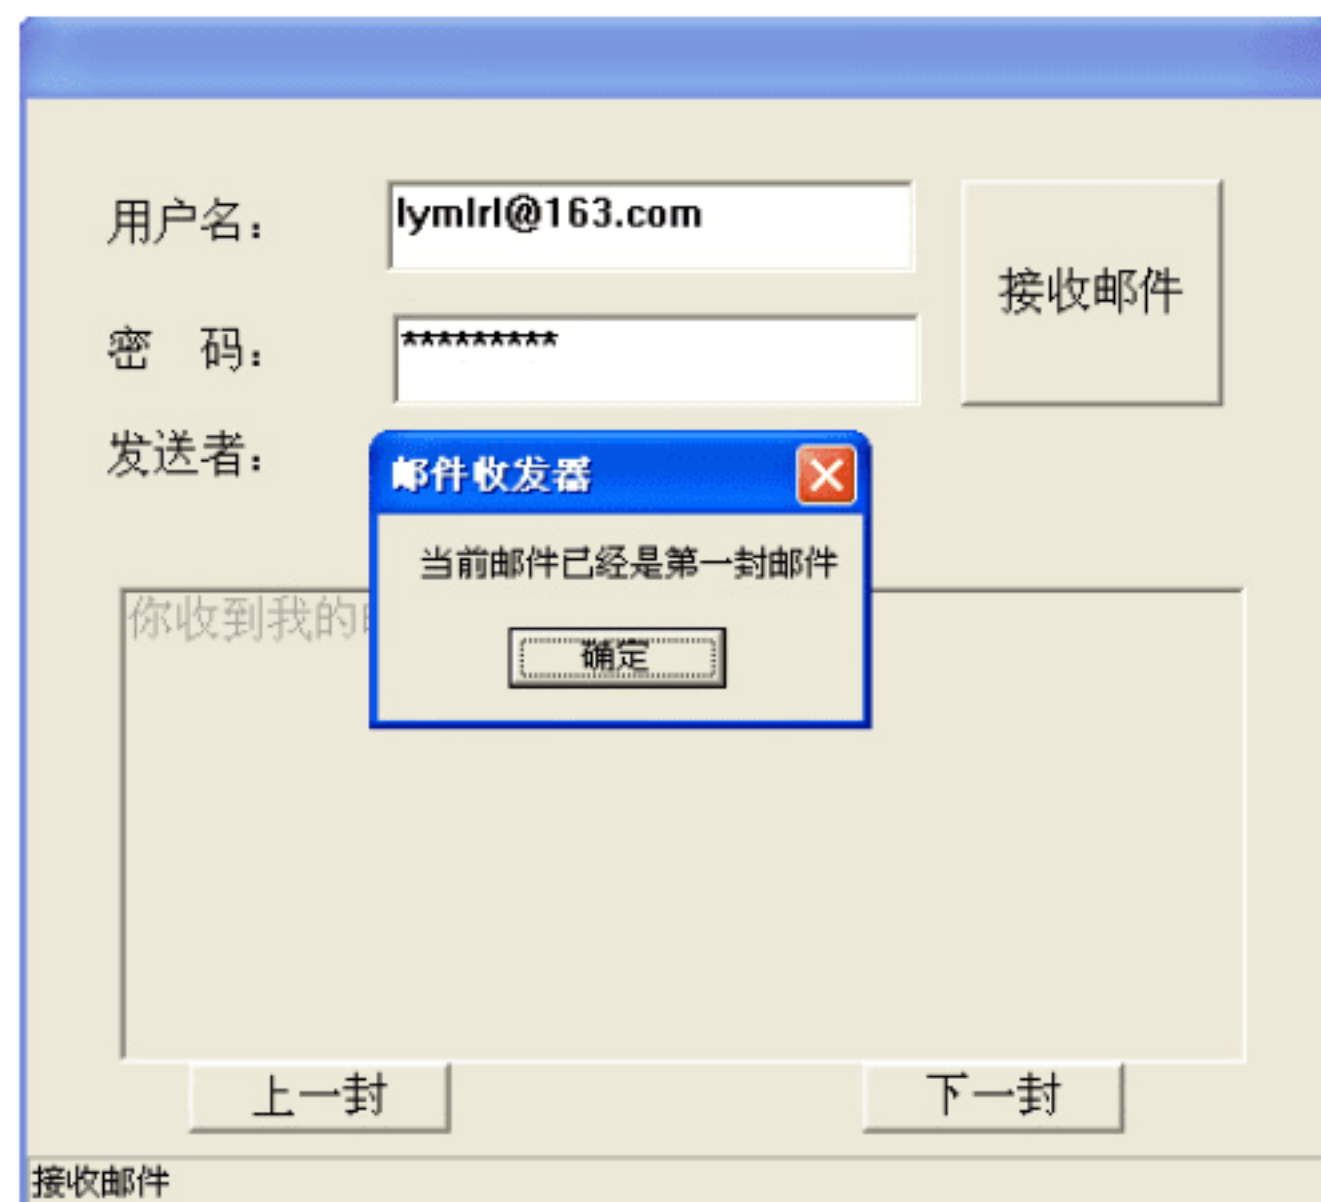 用户名：
lymlrl@163.com
接收邮件
密 码：
*********
发送者：
邮件收发器
当前邮件已经是第一封邮件
确定
你收到我的
上一封
下一封
接收邮件